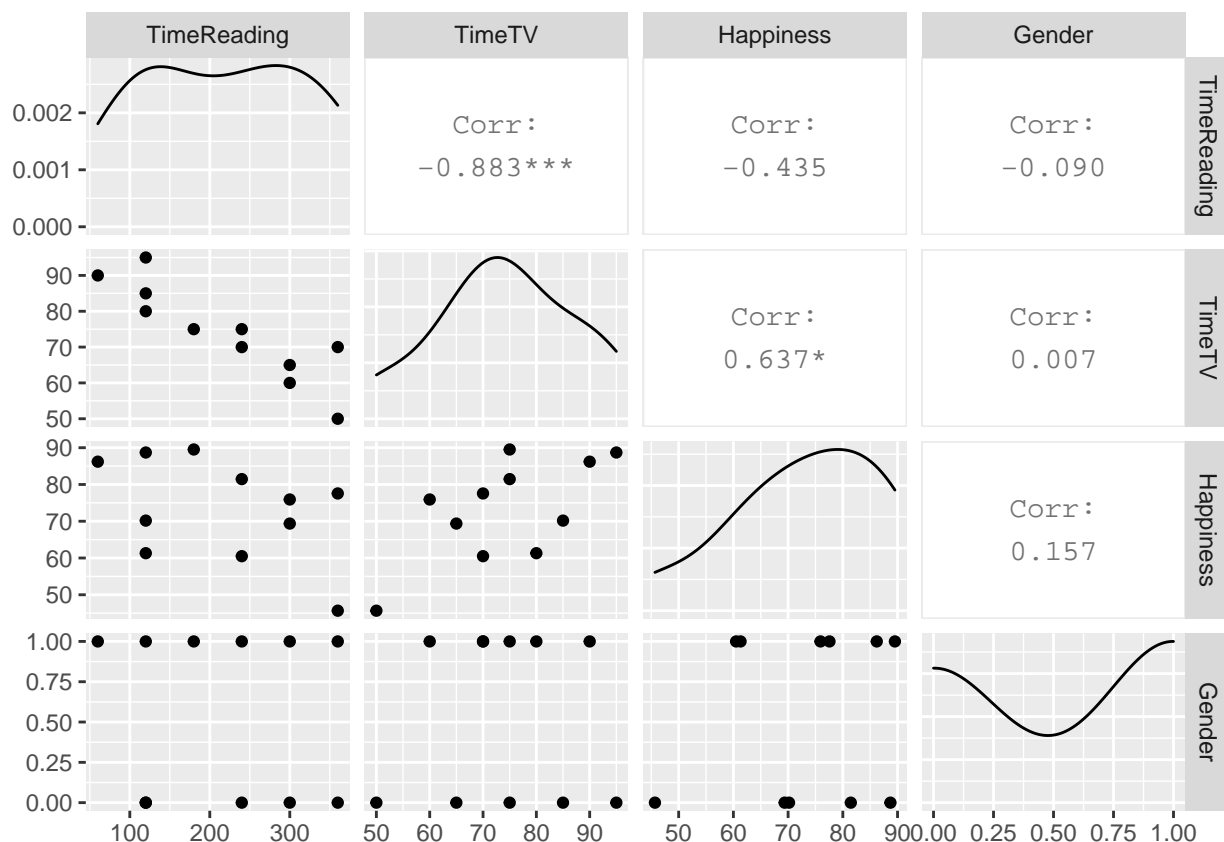 TimeReading TimeTV Happiness Gender
0.002
0.001
0.000
Corr:
-0.883***
Corr:
-0.435
Corr:
-0.090
TimeReading
90
80
70
60
50
Corr:
0.637*
Corr:
0.007
TimeTV
90
80
70
60
50
Corr:
0.157
Happiness
1.00
0.75
0.50
0.25
0.00
Gender
100 200 300
50 60 70 80 90
50 60 70 80 90
0.00 0.25 0.50 0.75 1.00